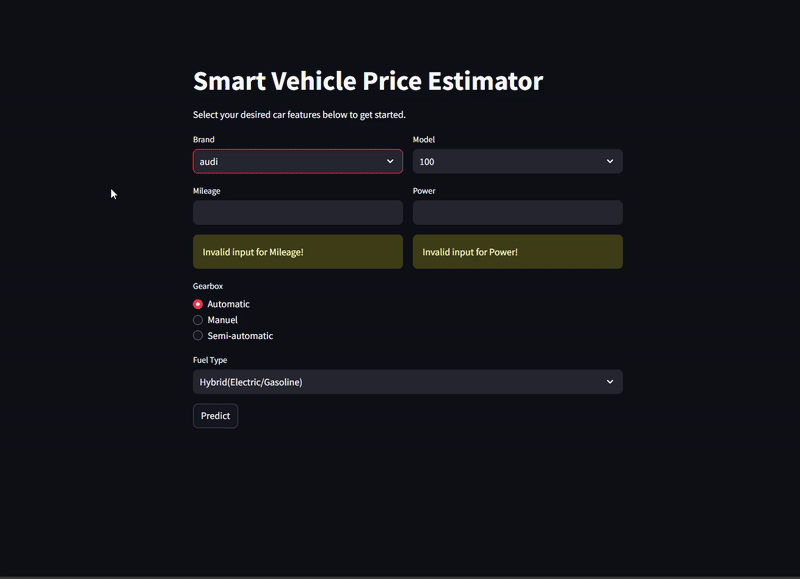 Smart Vehicle Price Estimator
Select your desired car features below to get started.
Brand
Model
audi
100
Mileage
Power
Invalid input for Mileage!
Invalid input for Power!
Gearbox
Automatic
Manuel
Semi-automatic
Fuel Type
Hybrid(Electric/Gasoline)
Predict